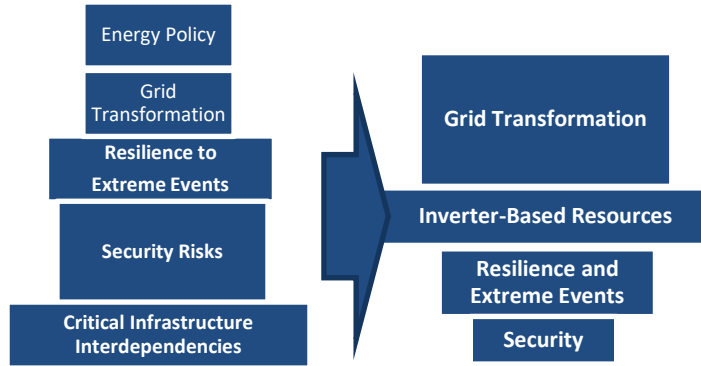 Energy Policy
Grid
Transformation
Resilience to
Extreme Events
Security Risks
Critical Infrastructure
Interdependencies
Grid Transformation
Inverter-Based Resources
Resilience and
Extreme Events
Security